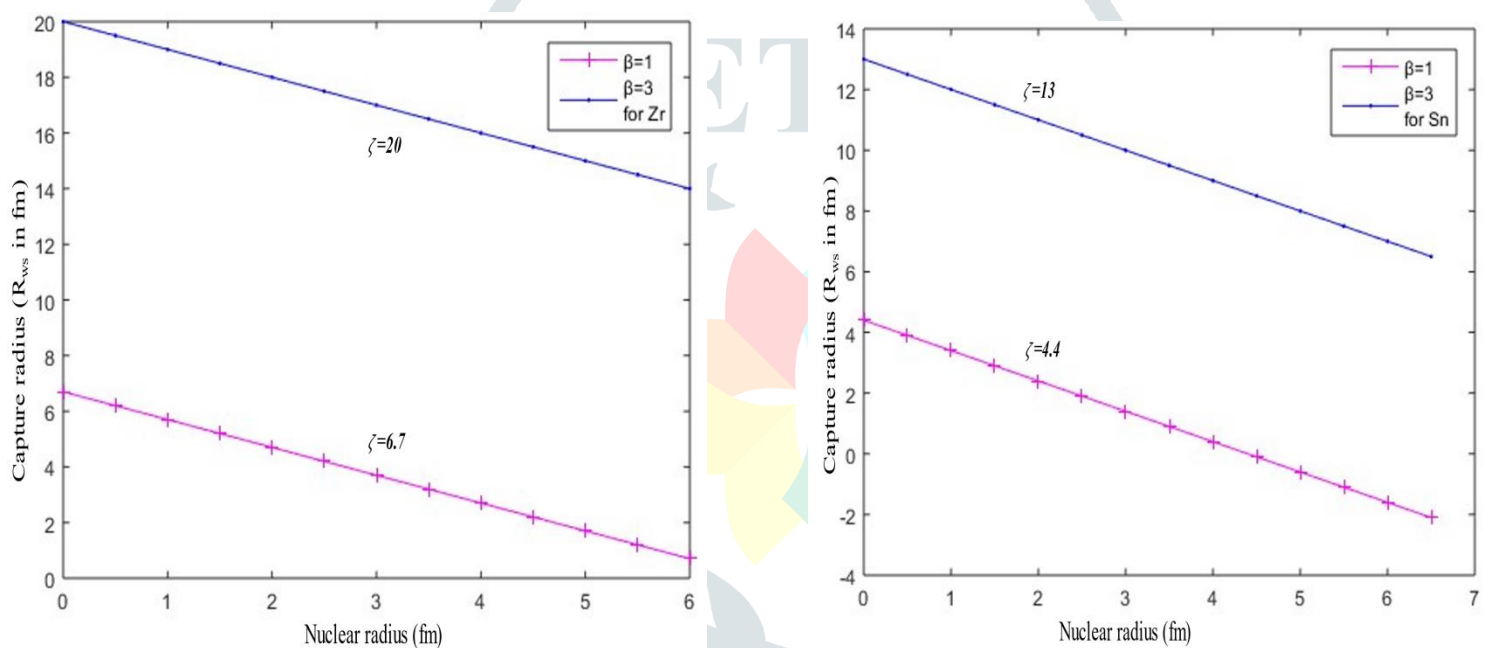 20
18
16
14
12
10
8
6
4
2
0
0 1 2 3 4 5 6
Capture radius (Rws in fm)
Nuclear radius (fm)
β=1
β=3
for Zr
ζ=20
ζ=6.7
ET
14
12
10
8
6
4
2
0
-2
-4
0 1 2 3 4 5 6 7
Capture radius (Rws in fm)
Nuclear radius (fm)
β=1
β=3
for Sn
ζ=13
ζ=4.4